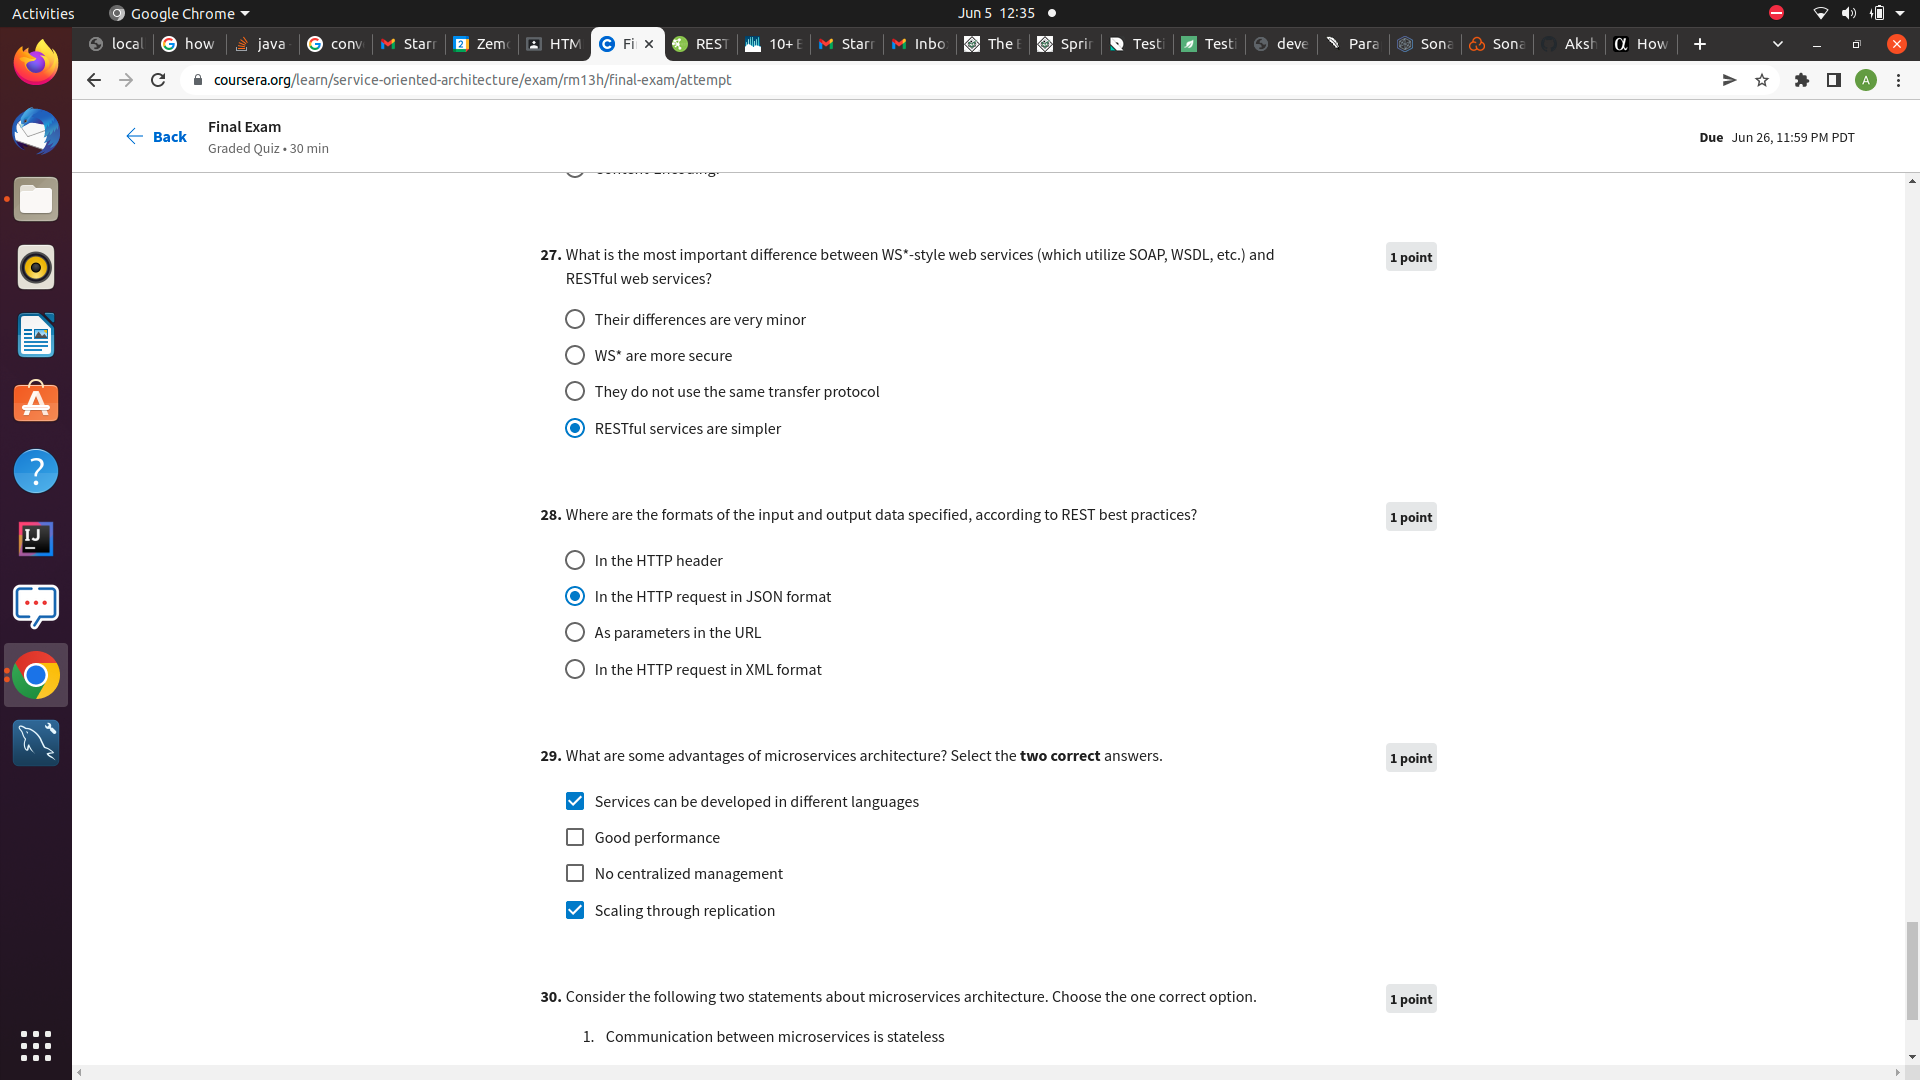 Activities
Google Chrome
Jun 5 12:35
local
how
java
conv
Starr
Zem
HTM
Fi
REST
10+ E
Starr
Inbo
The E
Sprin
Testi
Testi
deve
Para
Sona
Sona
Aksh
How
coursera.org/learn/service-oriented-architecture/exam/rm13h/final-exam/attempt
A
Back
Final Exam
Graded Quiz • 30 min
Due Jun 26, 11:59 PM PDT
27. What is the most important difference between WS*-style web services (which utilize SOAP, WSDL, etc.) and
RESTful web services?
1 point
Their differences are very minor
WS* are more secure
They do not use the same transfer protocol
RESTful services are simpler
28. Where are the formats of the input and output data specified, according to REST best practices?
1 point
In the HTTP header
In the HTTP request in JSON format
As parameters in the URL
In the HTTP request in XML format
29. What are some advantages of microservices architecture? Select the two correct answers.
1 point
Services can be developed in different languages
Good performance
No centralized management
Scaling through replication
30. Consider the following two statements about microservices architecture. Choose the one correct option.
1 point
1. Communication between microservices is stateless